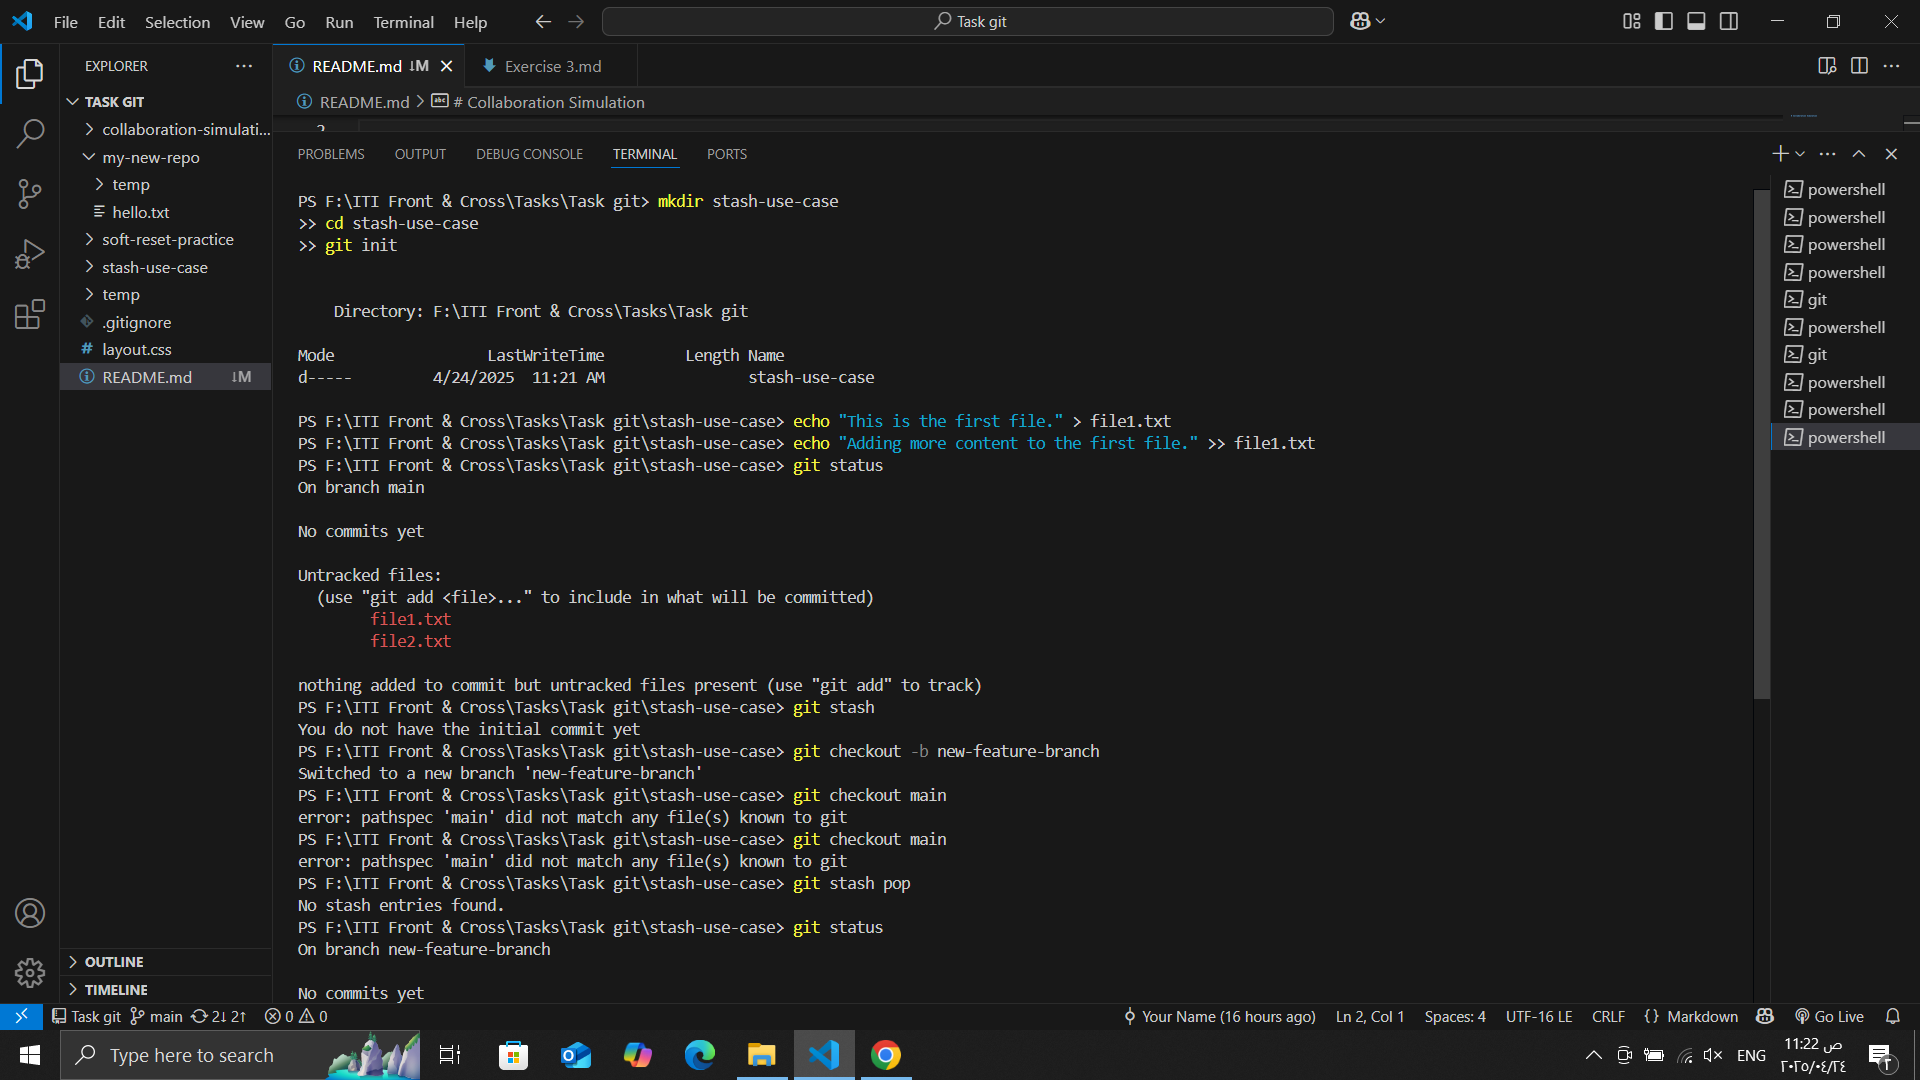 File Edit Selection View Go Run Terminal Help
Task git
EXPLORER
TASK GIT
collaboration-simulati...
my-new-repo
temp
hello.txt
soft-reset-practice
stash-use-case
temp
.gitignore
layout.css
README.md ↓M
OUTLINE
TIMELINE
README.md ↓M Exercise 3.md
README.md > # Collaboration Simulation
PROBLEMS OUTPUT DEBUG CONSOLE TERMINAL PORTS
PS F:\ITI Front & Cross\Tasks\Task git> mkdir stash-use-case
>> cd stash-use-case
>> git init
Directory: F:\ITI Front & Cross\Tasks\Task git
Mode LastWriteTime Length Name
d----- 4/24/2025 11:21 AM stash-use-case
PS F:\ITI Front & Cross\Tasks\Task git\stash-use-case> echo "This is the first file." > file1.txt
PS F:\ITI Front & Cross\Tasks\Task git\stash-use-case> echo "Adding more content to the first file." >> file1.txt
PS F:\ITI Front & Cross\Tasks\Task git\stash-use-case> git status
On branch main
No commits yet
Untracked files:
(use "git add <file>..." to include in what will be committed)
file1.txt
file2.txt
nothing added to commit but untracked files present (use "git add" to track)
PS F:\ITI Front & Cross\Tasks\Task git\stash-use-case> git stash
You do not have the initial commit yet
PS F:\ITI Front & Cross\Tasks\Task git\stash-use-case> git checkout -b new-feature-branch
Switched to a new branch 'new-feature-branch'
PS F:\ITI Front & Cross\Tasks\Task git\stash-use-case> git checkout main
error: pathspec 'main' did not match any file(s) known to git
PS F:\ITI Front & Cross\Tasks\Task git\stash-use-case> git checkout main
error: pathspec 'main' did not match any file(s) known to git
PS F:\ITI Front & Cross\Tasks\Task git\stash-use-case> git stash pop
No stash entries found.
PS F:\ITI Front & Cross\Tasks\Task git\stash-use-case> git status
On branch new-feature-branch
No commits yet
powershell
powershell
powershell
powershell
git
powershell
git
powershell
powershell
powershell
Task git main 2↓ 2↑ 0 0 Your Name (16 hours ago) Ln 2, Col 1 Spaces: 4 UTF-16 LE CRLF {} Markdown Go Live
Type here to search
ENG
11:22 ص
٢٠٢٥/٠٤/٢٤
٢